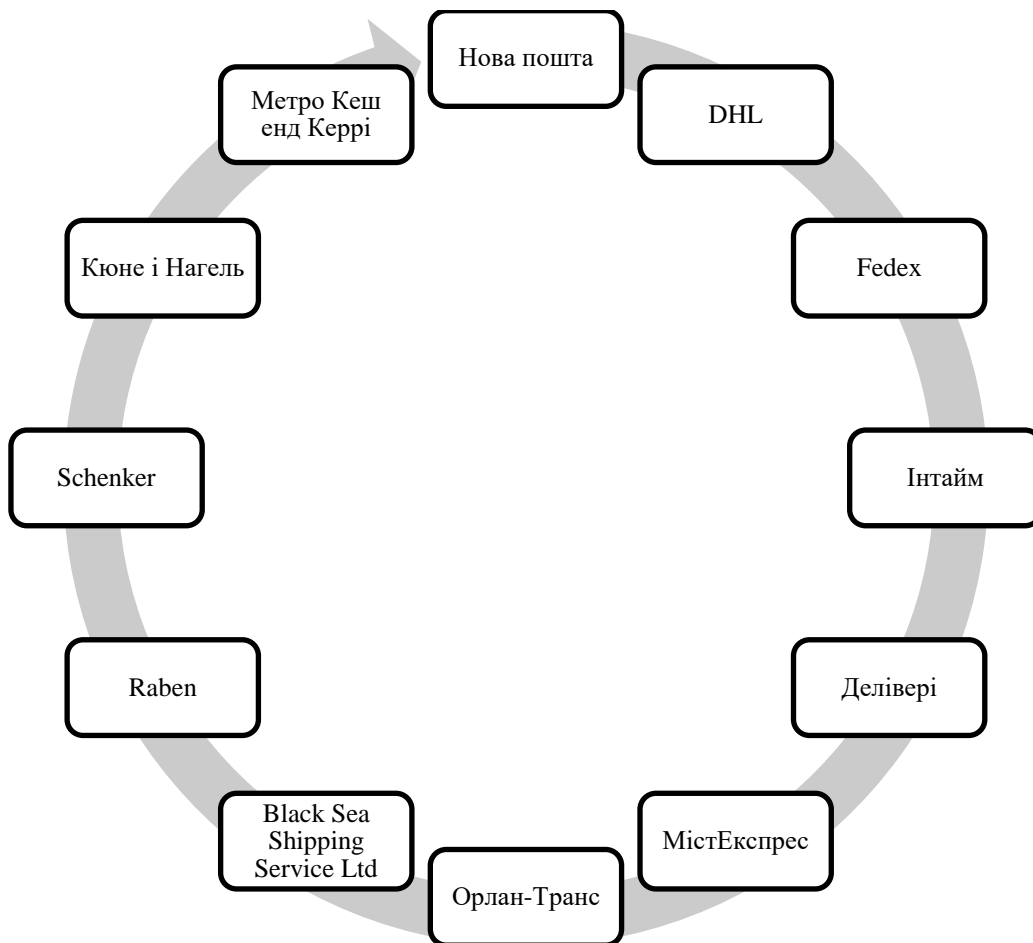 Нова пошта
DHL
Fedex
Інтайм
Делівері
МістЕкспрес
Орлан-Транс
Black Sea
Shipping
Service Ltd
Raben
Schenker
Кюне і Нагель
Метро Кеш
енд Керрі